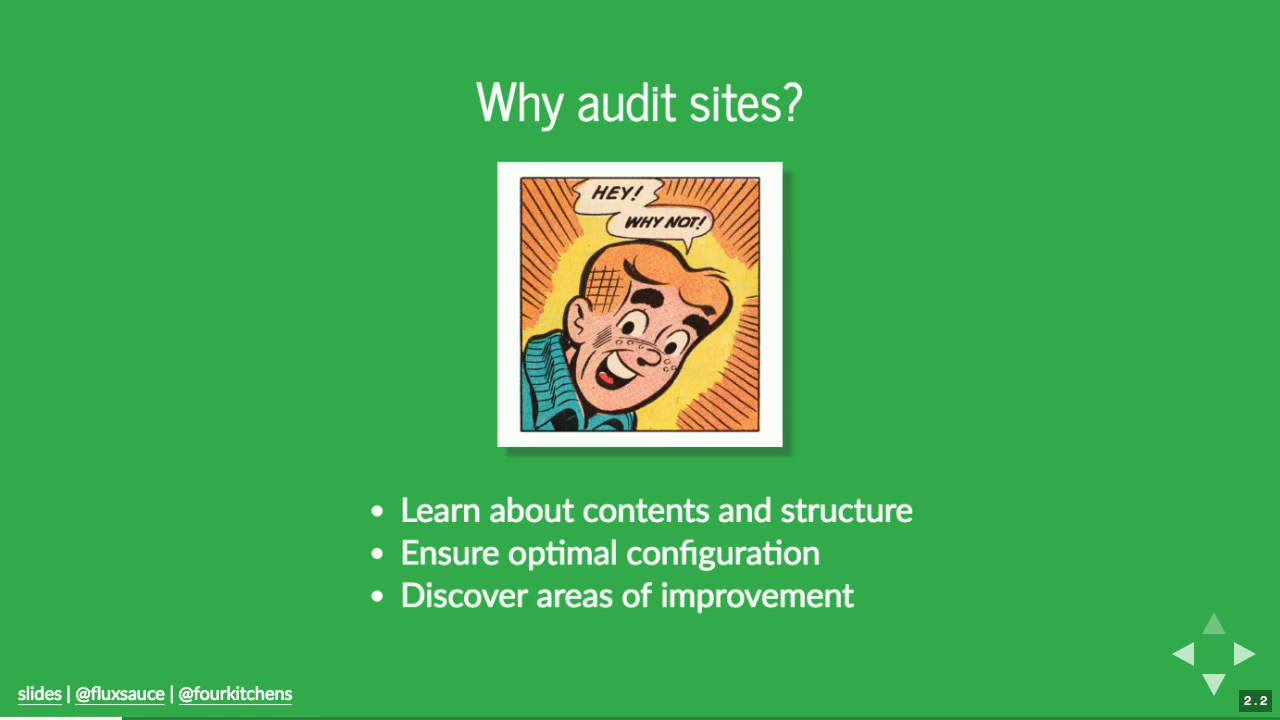 Why audit sites?
HEY!
WHY NOT!
• Learn about contents and structure
• Ensure optimal configuration
• Discover areas of improvement
slides | @fluxsauce | @fourkitchens
2.2